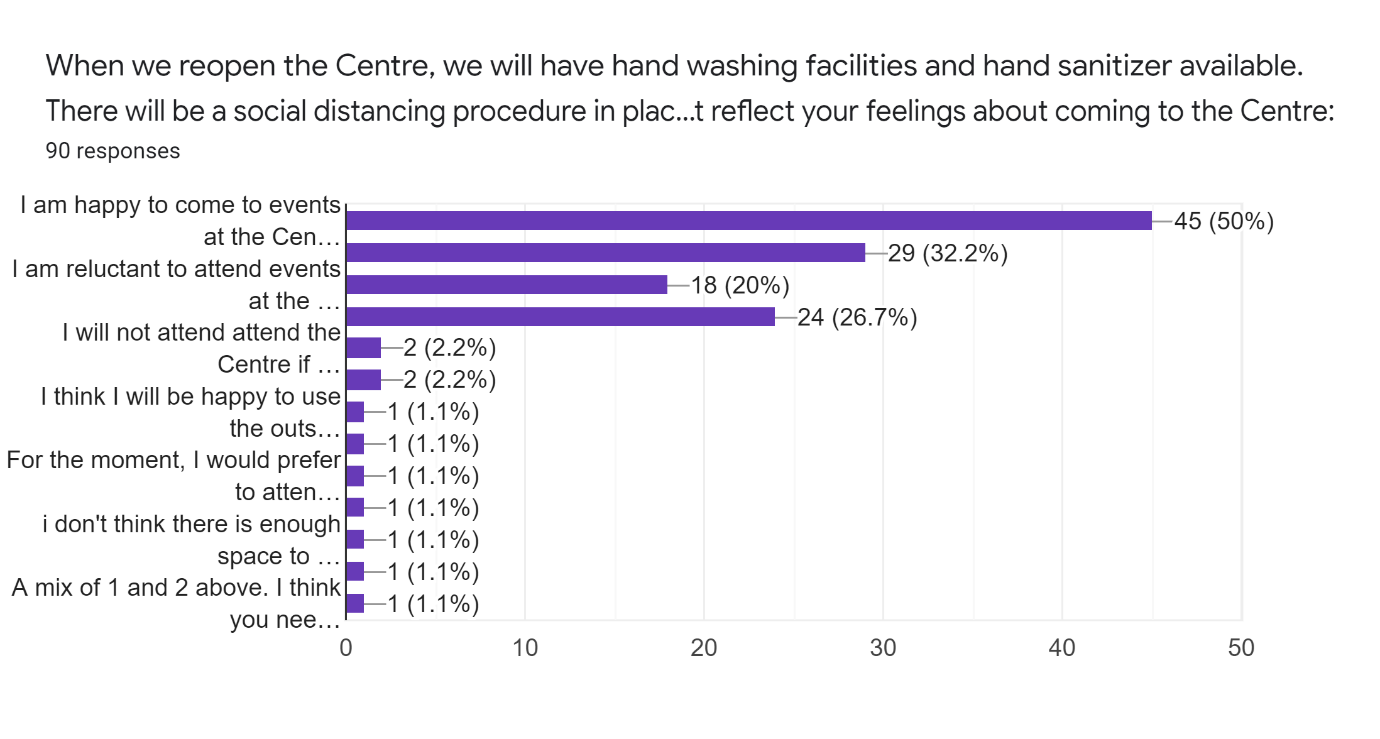 When we reopen the Centre, we will have hand washing facilities and hand sanitizer available.
There will be a social distancing procedure in plac...t reflect your feelings about coming to the Centre:
90 responses
I am happy to come to events
at the Cen…
I am reluctant to attend events
at the …
I will not attend attend the
Centre if …
I think I will be happy to use
the outs…
For the moment, I would prefer
to atten…
i don't think there is enough
space to …
A mix of 1 and 2 above. I think
you nee…
45 (50%)
29 (32.2%)
18 (20%)
24 (26.7%)
2 (2.2%)
2 (2.2%)
1 (1.1%)
1 (1.1%)
1 (1.1%)
1 (1.1%)
1 (1.1%)
1 (1.1%)
1 (1.1%)
0 10 20 30 40 50